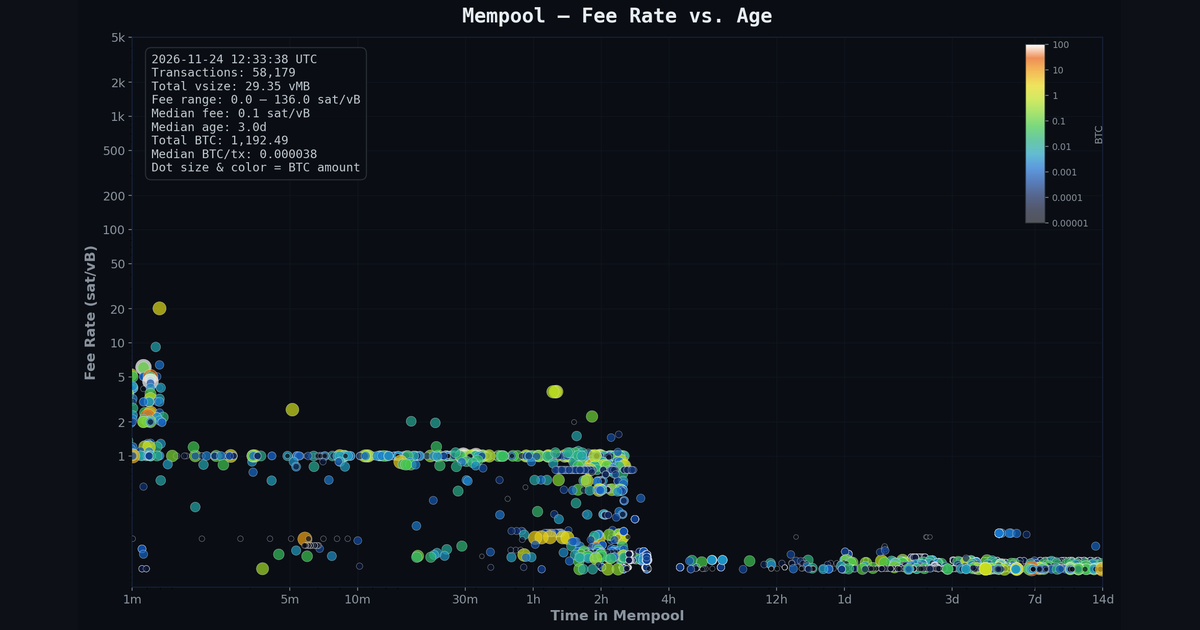 Mempool — Fee Rate vs. Age
2026-11-24 12:33:38 UTC
Transactions: 58,179
Total vsize: 29.35 vMB
Fee range: 0.0 — 136.0 sat/vB
Median fee: 0.1 sat/vB
Median age: 3.0d
Total BTC: 1,192.49
Median BTC/tx: 0.000038
Dot size & color = BTC amount
Fee Rate (sat/vB)
5k
2k
1k
500
200
100
50
20
10
5
2
1
100
10
1
0.1
0.01
0.001
0.0001
0.00001
BTC
1m
5m
10m
30m
1h
2h
4h
12h
1d
3d
7d
14d
Time in Mempool